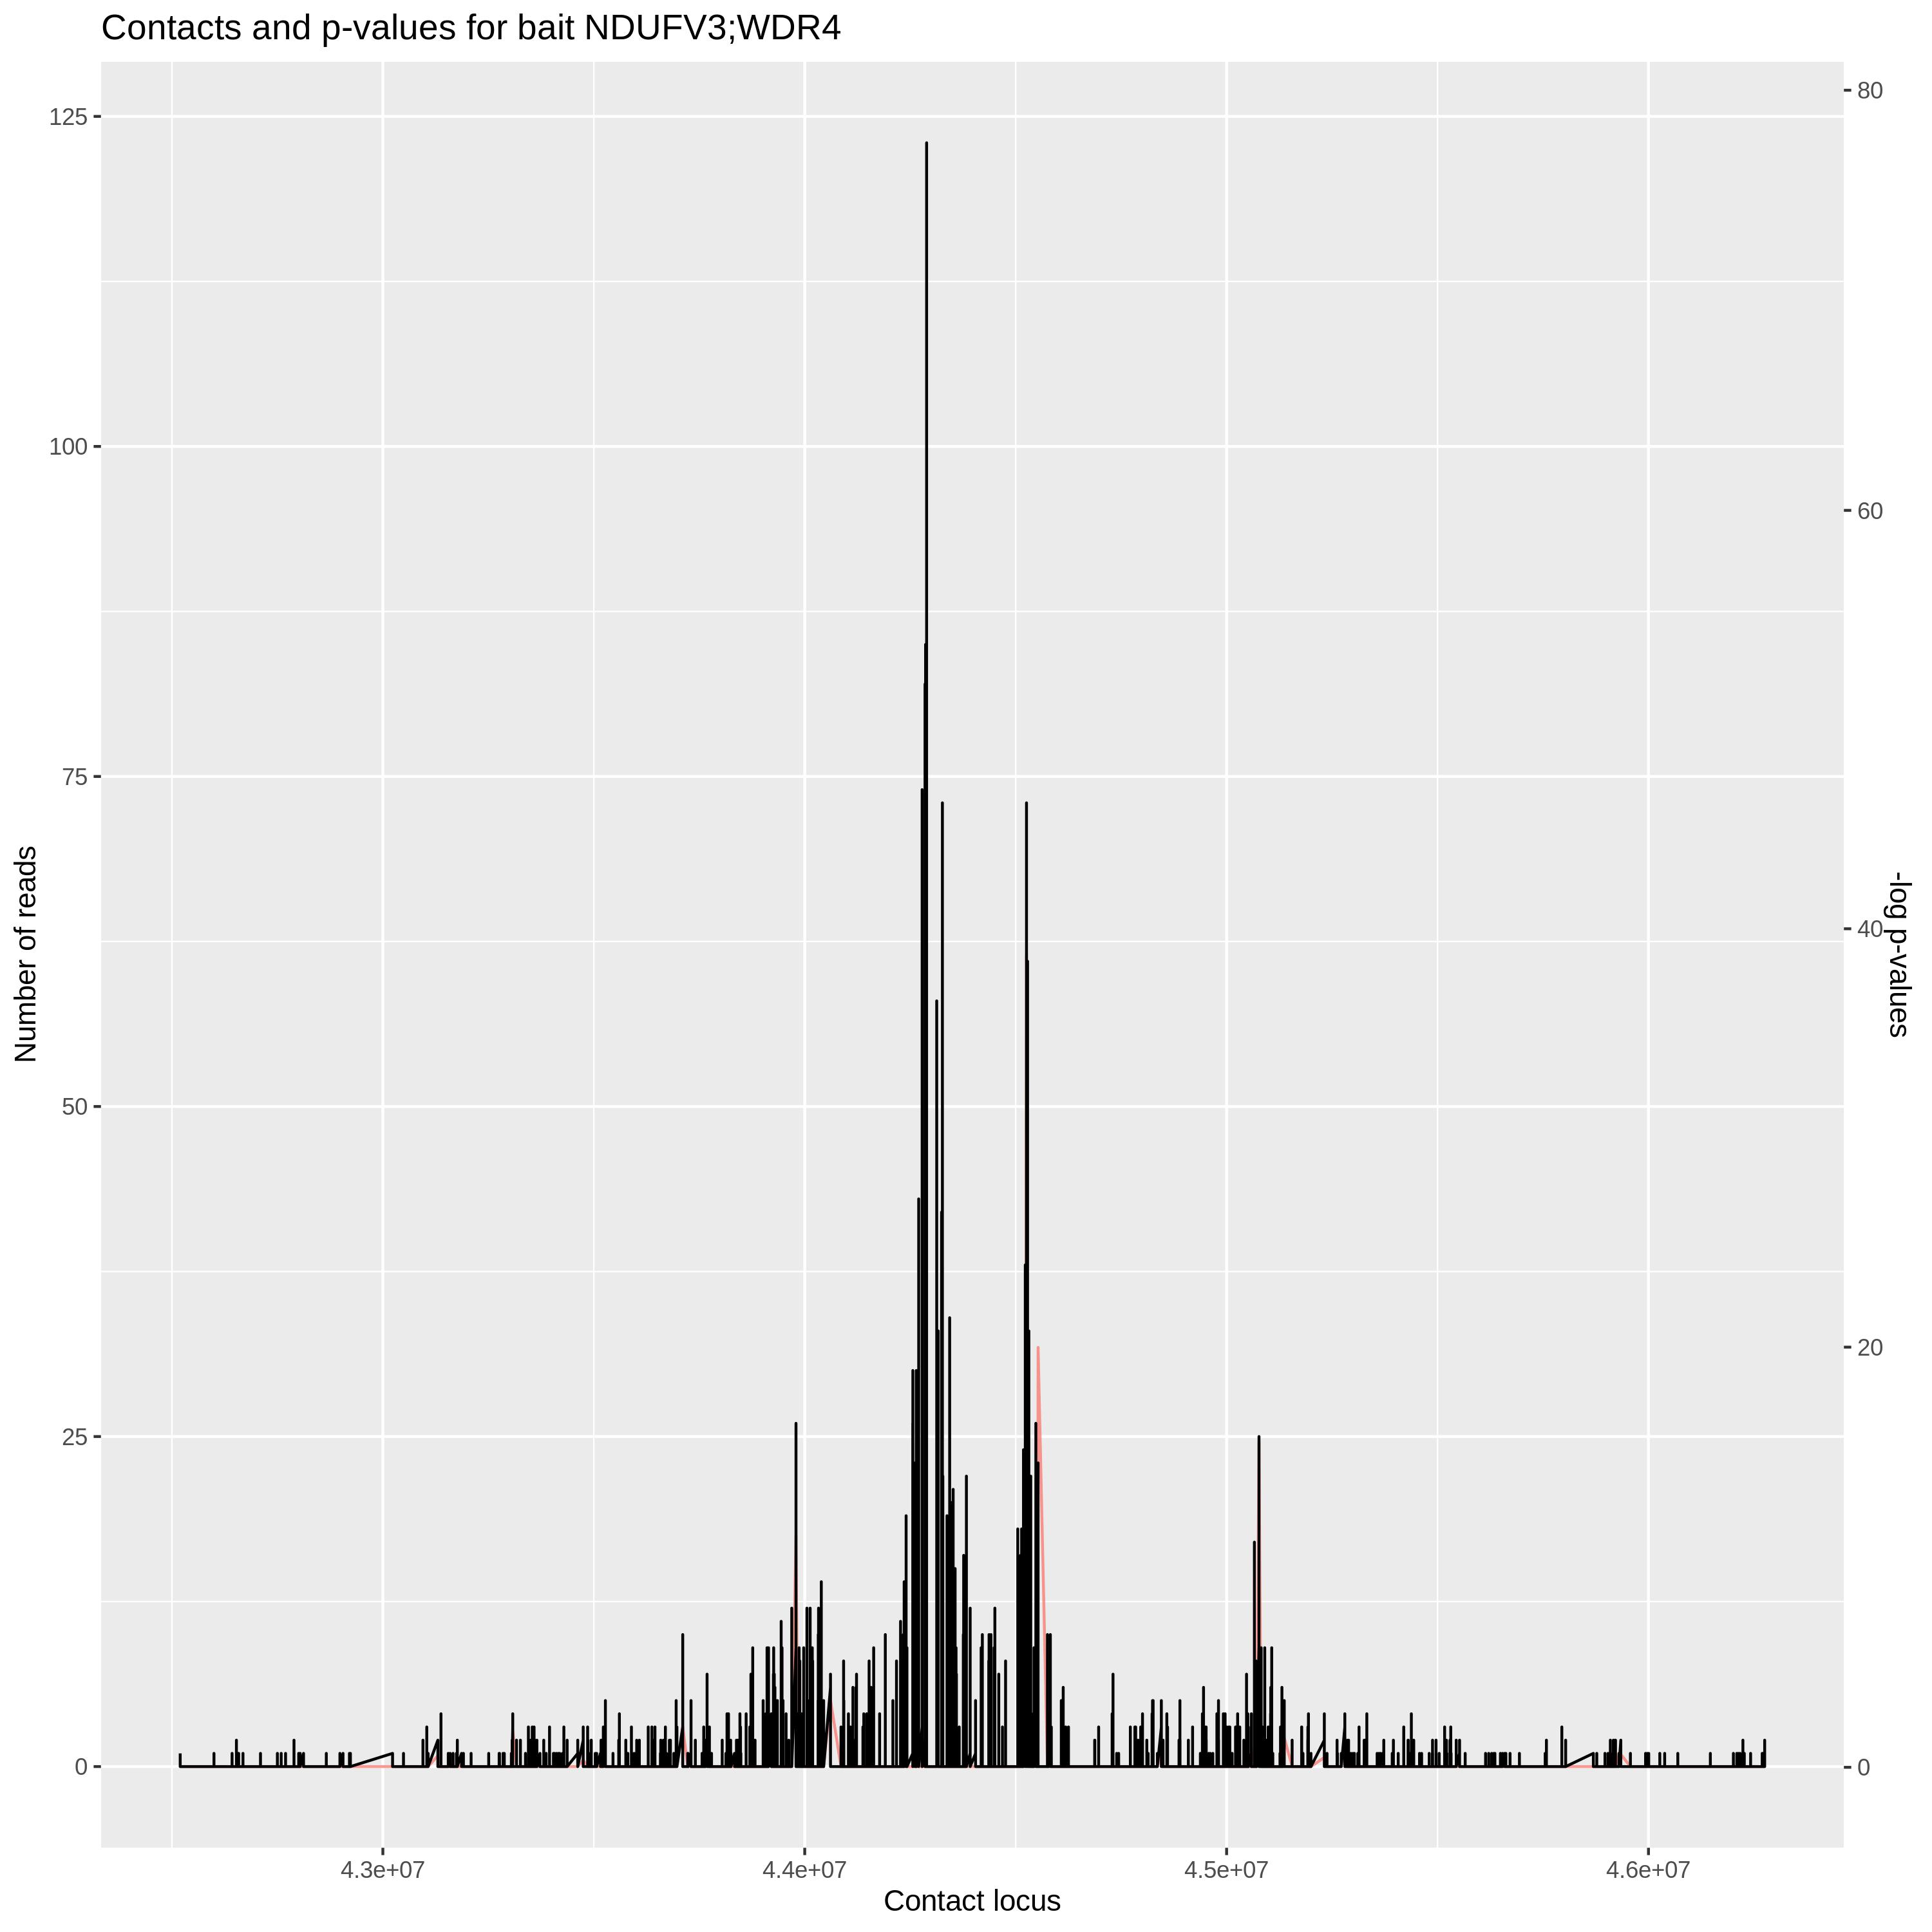 Contacts and p-values for bait NDUFV3;WDR4
125
100
75
50
25
0
Number of reads
80
60
40
20
0
-log p-values
4.3e+07
4.4e+07
4.5e+07
4.6e+07
Contact locus